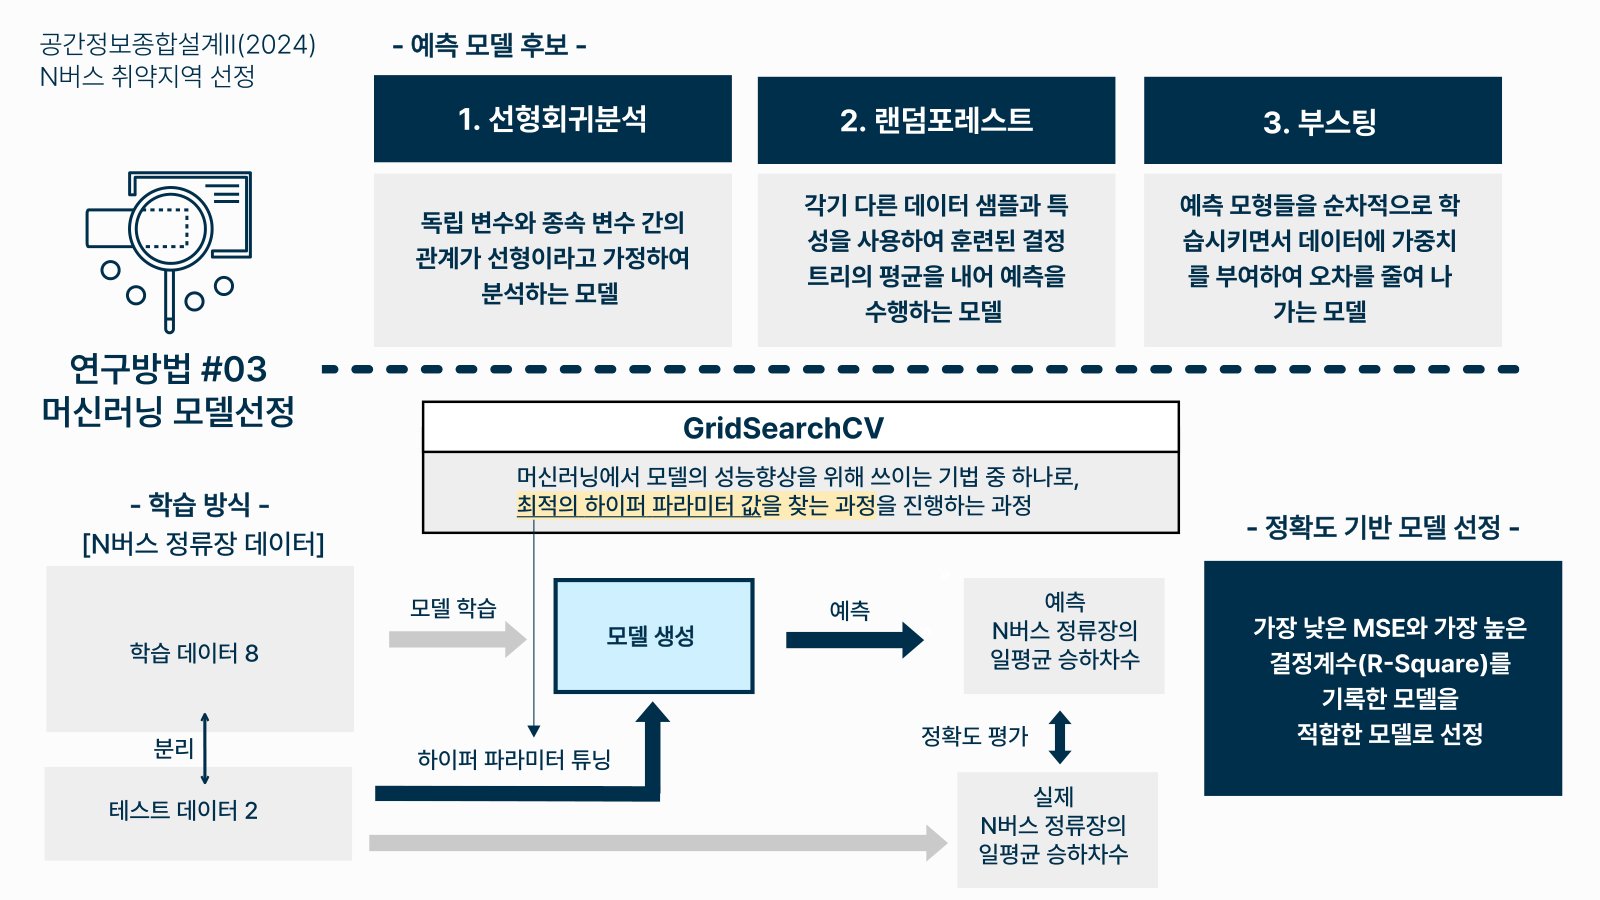 공간정보종합설계II(2024)
N버스 취약지역 선정
- 예측 모델 후보 -
1. 선형회귀분석
독립 변수와 종속 변수 간의
관계가 선형이라고 가정하여
분석하는 모델
2. 랜덤포레스트
각기 다른 데이터 샘플과 특
성을 사용하여 훈련된 결정
트리의 평균을 내어 예측을
수행하는 모델
3. 부스팅
예측 모형들을 순차적으로 학
습시키면서 데이터에 가중치
를 부여하여 오차를 줄여 나
가는 모델
연구방법 #03
머신러닝 모델선정
GridSearchCV
머신러닝에서 모델의 성능향상을 위해 쓰이는 기법 중 하나로,
최적의 하이퍼 파라미터 값을 찾는 과정을 진행하는 과정
- 학습 방식 -
[N버스 정류장 데이터]
학습 데이터 8
분리
테스트 데이터 2
모델 학습
모델 생성
하이퍼 파라미터 튜닝
예측
예측
N버스 정류장의
일평균 승하차수
정확도 평가
실제
N버스 정류장의
일평균 승하차수
- 정확도 기반 모델 선정 -
가장 낮은 MSE와 가장 높은
결정계수(R-Square)를
기록한 모델을
적합한 모델로 선정